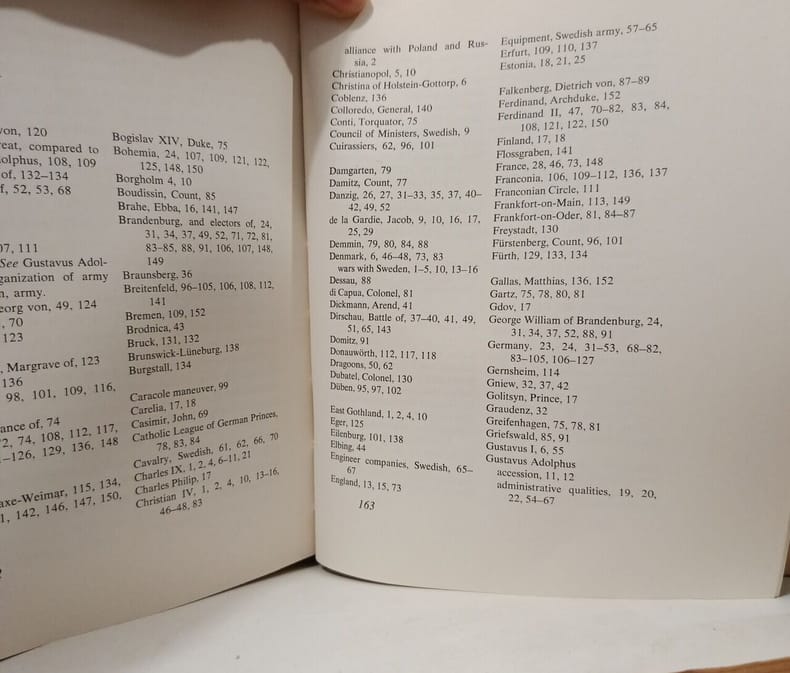 von, 120
reat, compared to
olphus, 108, 109
of, 132–134
f, 52, 53, 68
07, 111
See Gustavus Adol-
ganization of army
n, army.
eorg von, 49, 124
, 70
123
, Margrave of, 123
136
98, 101, 109, 116,
ance of, 74
2, 74, 108, 112, 117,
–126, 129, 136, 148
axe-Weimar, 115, 134,
1, 142, 146, 147, 150,
Bogislav XIV, Duke, 75
Bohemia, 24, 107, 109, 121, 122,
125, 148, 150
Borgholm 4, 10
Boudissin, Count, 85
Brahe, Ebba, 16, 141, 147
Brandenburg, and electors of, 24,
31, 34, 37, 49, 52, 71, 72, 81,
83–85, 88, 91, 106, 107, 148,
149
Braunsberg, 36
Breitenfeld, 96–105, 106, 108, 112,
141
Bremen, 109, 152
Brodnica, 43
Bruck, 131, 132
Brunswick-Lüneburg, 138
Burgstall, 134
Caracole maneuver, 99
Carelia, 17, 18
Casimir, John, 69
Catholic League of German Princes,
78, 83, 84
Cavalry, Swedish, 61, 62, 66, 70
Charles IX, 1, 2, 4, 6–11, 21
Charles Philip, 17
Christian IV, 1, 2, 4, 10, 13–16,
46–48, 83
alliance with Poland and Rus-
sia, 2
Christianopol, 5, 10
Christina of Holstein-Gottorp, 6
Coblenz, 136
Colloredo, General, 140
Conti, Torquator, 75
Council of Ministers, Swedish, 9
Cuirassiers, 62, 96, 101
Damgarten, 79
Damitz, Count, 77
Danzig, 26, 27, 31–33, 35, 37, 40–
42, 49, 52
de la Gardie, Jacob, 9, 10, 16, 17,
25, 29
Demmin, 79, 80, 84, 88
Denmark, 6, 46–48, 73, 83
wars with Sweden, 1–5, 10, 13–16
Dessau, 88
di Capua, Colonel, 81
Dickmann, Arend, 41
Dirschau, Battle of, 37–40, 41, 49,
51, 65, 143
Domitz, 91
Donauwörth, 112, 117, 118
Dragoons, 50, 62
Dubatel, Colonel, 130
Düben, 95, 97, 102
East Gothland, 1, 2, 4, 10
Eger, 125
Eilenburg, 101, 138
Elbing, 44
Engineer companies, Swedish, 65–
67
England, 13, 15, 73
163
Equipment, Swedish army, 57–65
Erfurt, 109, 110, 137
Estonia, 18, 21, 25
Falkenberg, Dietrich von, 87–89
Ferdinand, Archduke, 152
Ferdinand II, 47, 70–82, 83, 84,
108, 121, 122, 150
Finland, 17, 18
Flossgraben, 141
France, 28, 46, 73, 148
Franconia, 106, 109–112, 136, 137
Franconian Circle, 111
Frankfort-on-Main, 113, 149
Frankfort-on-Oder, 81, 84–87
Freystadt, 130
Fürstenberg, Count, 96, 101
Fürth, 129, 133, 134
Gallas, Matthias, 136, 152
Gartz, 75, 78, 80, 81
Gdov, 17
George William of Brandenburg, 24,
31, 34, 37, 52, 88, 91
Germany, 23, 24, 31–53, 68–82,
83–105, 106–127
Gernsheim, 114
Gniew, 32, 37, 42
Golitsyn, Prince, 17
Graudenz, 32
Greifenhagen, 75, 78, 81
Griefswald, 85, 91
Gustavus I, 6, 55
Gustavus Adolphus
accession, 11, 12
administrative qualities, 19, 20,
22, 54–67